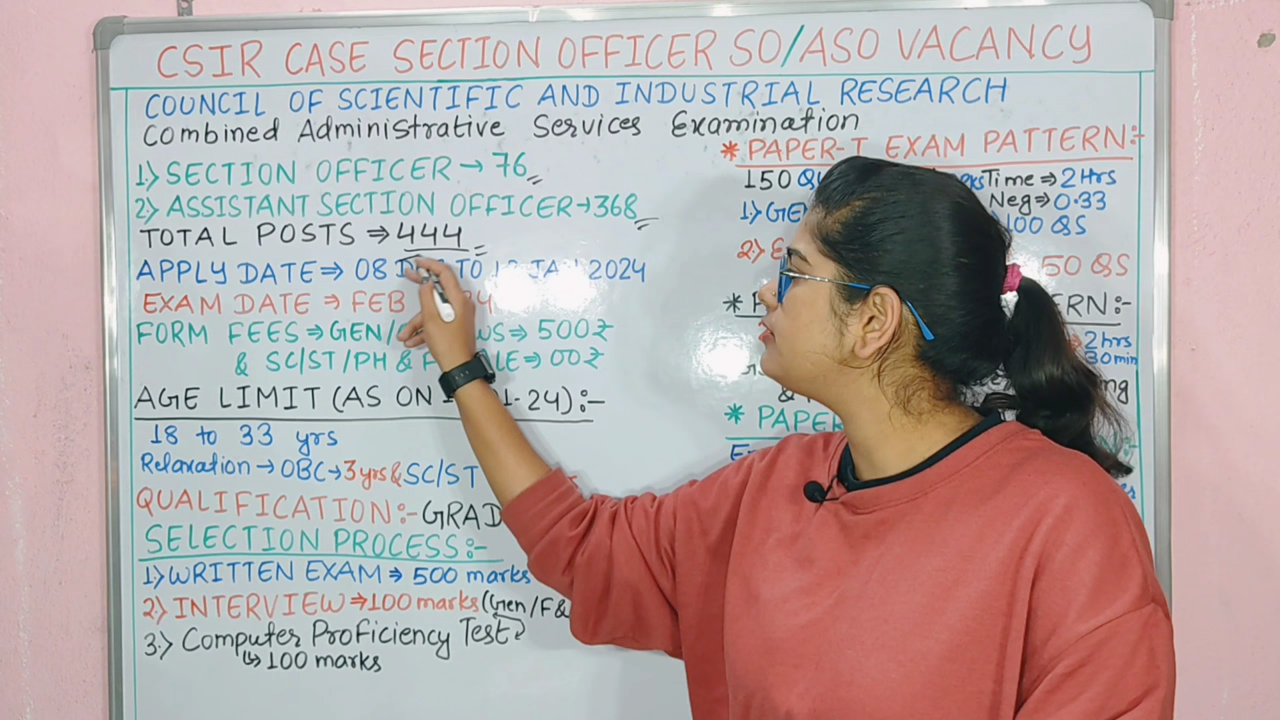 CSIR CASE SECTION OFFICER SO/ASO VACANCY
COUNCIL OF SCIENTIFIC AND INDUSTRIAL RESEARCH
Combined Administrative Services Examination
1) SECTION OFFICER → 76
2) ASSISTANT SECTION OFFICER → 368
TOTAL POSTS ⇒ 444
APPLY DATE ⇒ 08 TO JAN 2024
EXAM DATE ⇒ FEB
FORM FEES ⇒ GEN/ ⇒ 500₹
& SC/ST/PH & ⇒ 00₹
AGE LIMIT (AS ON -24) :-
18 to 33 yrs
Relaxation → OBC → 3 yrs & SC/ST
QUALIFICATION :- GRAD
SELECTION PROCESS :-
1) WRITTEN EXAM ⇒ 500 marks
2) INTERVIEW ⇒ 100 marks (Gen/F &
3) Computer Proficiency Test
↳ 100 marks
* PAPER-I EXAM PATTERN :-
150 Time ⇒ 2 Hrs
Neg ⇒ 0.33
1) GE 100 QS
2) E 50 QS
* P ERN :-
2 hrs
30 min
&
* PAPER